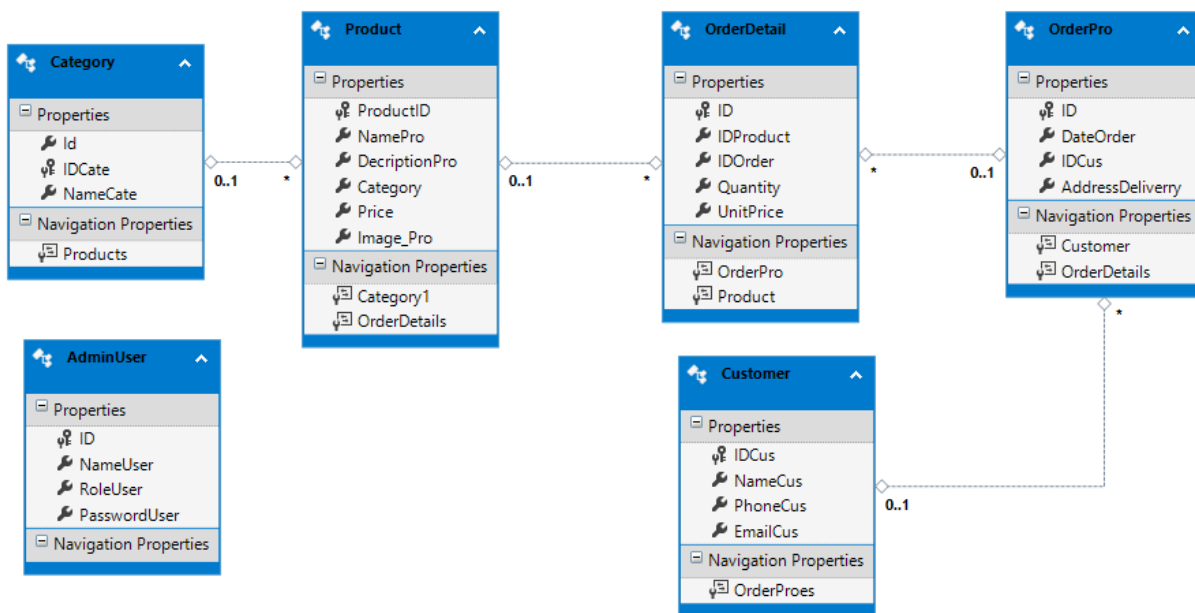 Category
Properties
Id
IDCate
NameCate
Navigation Properties
Products
0..1
*
Product
Properties
ProductID
NamePro
DecriptionPro
Category
Price
Image_Pro
Navigation Properties
Category1
OrderDetails
0..1
*
OrderDetail
Properties
ID
IDProduct
IDOrder
Quantity
UnitPrice
Navigation Properties
OrderPro
Product
*
0..1
OrderPro
Properties
ID
DateOrder
IDCus
AddressDeliverry
Navigation Properties
Customer
OrderDetails
*
AdminUser
Properties
ID
NameUser
RoleUser
PasswordUser
Navigation Properties
Customer
Properties
IDCus
NameCus
PhoneCus
EmailCus
Navigation Properties
OrderProes
0..1